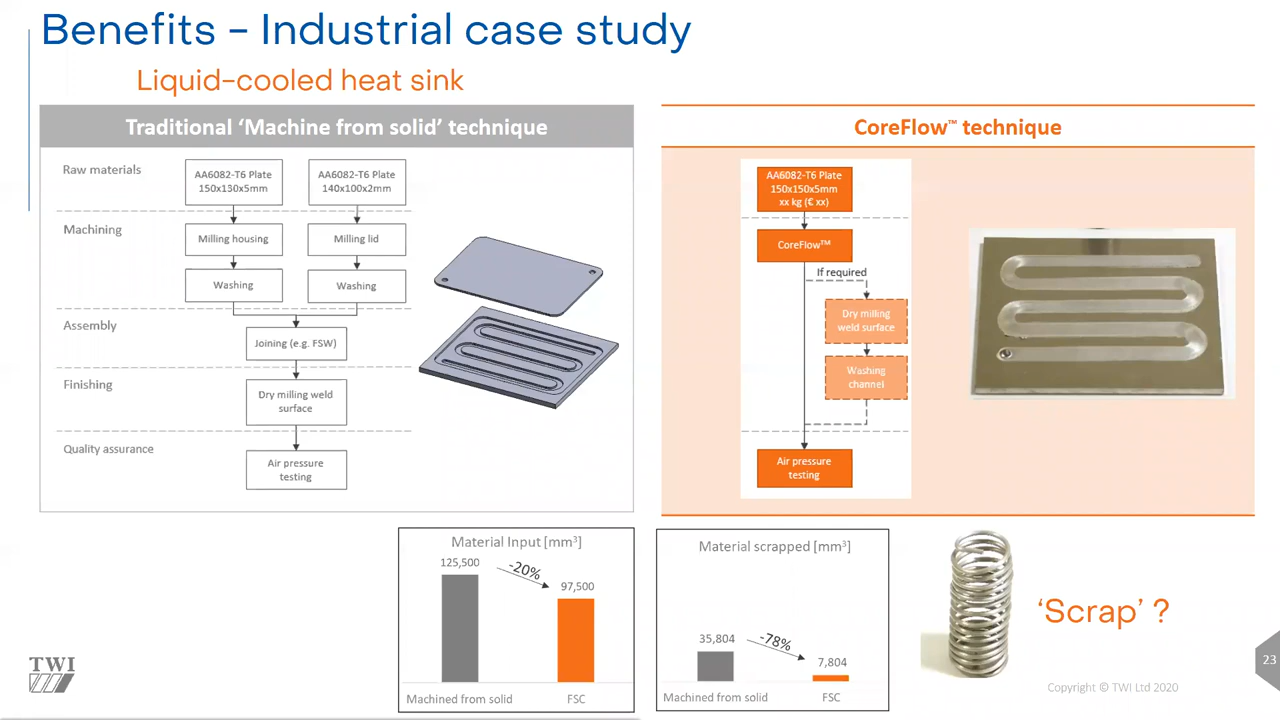 Benefits – Industrial case study
Liquid-cooled heat sink
Traditional ‘Machine from solid’ technique
Raw materials
AA6082-T6 Plate
150x130x5mm
AA6082-T6 Plate
140x100x2mm
Machining
Milling housing
Milling lid
Washing
Washing
Assembly
Joining (e.g. FSW)
Finishing
Dry milling weld
surface
Quality assurance
Air pressure
testing
CoreFlow™ technique
AA6082-T6 Plate
150x150x5mm
xx kg (€ xx)
CoreFlow™
If required
Dry milling
weld surface
Washing
channel
Air pressure
testing
Material Input [mm³]
125,500
-20%
97,500
Machined from solid
FSC
Material scrapped [mm³]
35,804
-78%
7,804
Machined from solid
FSC
‘Scrap’ ?
TWI
Copyright © TWI Ltd 2020
23